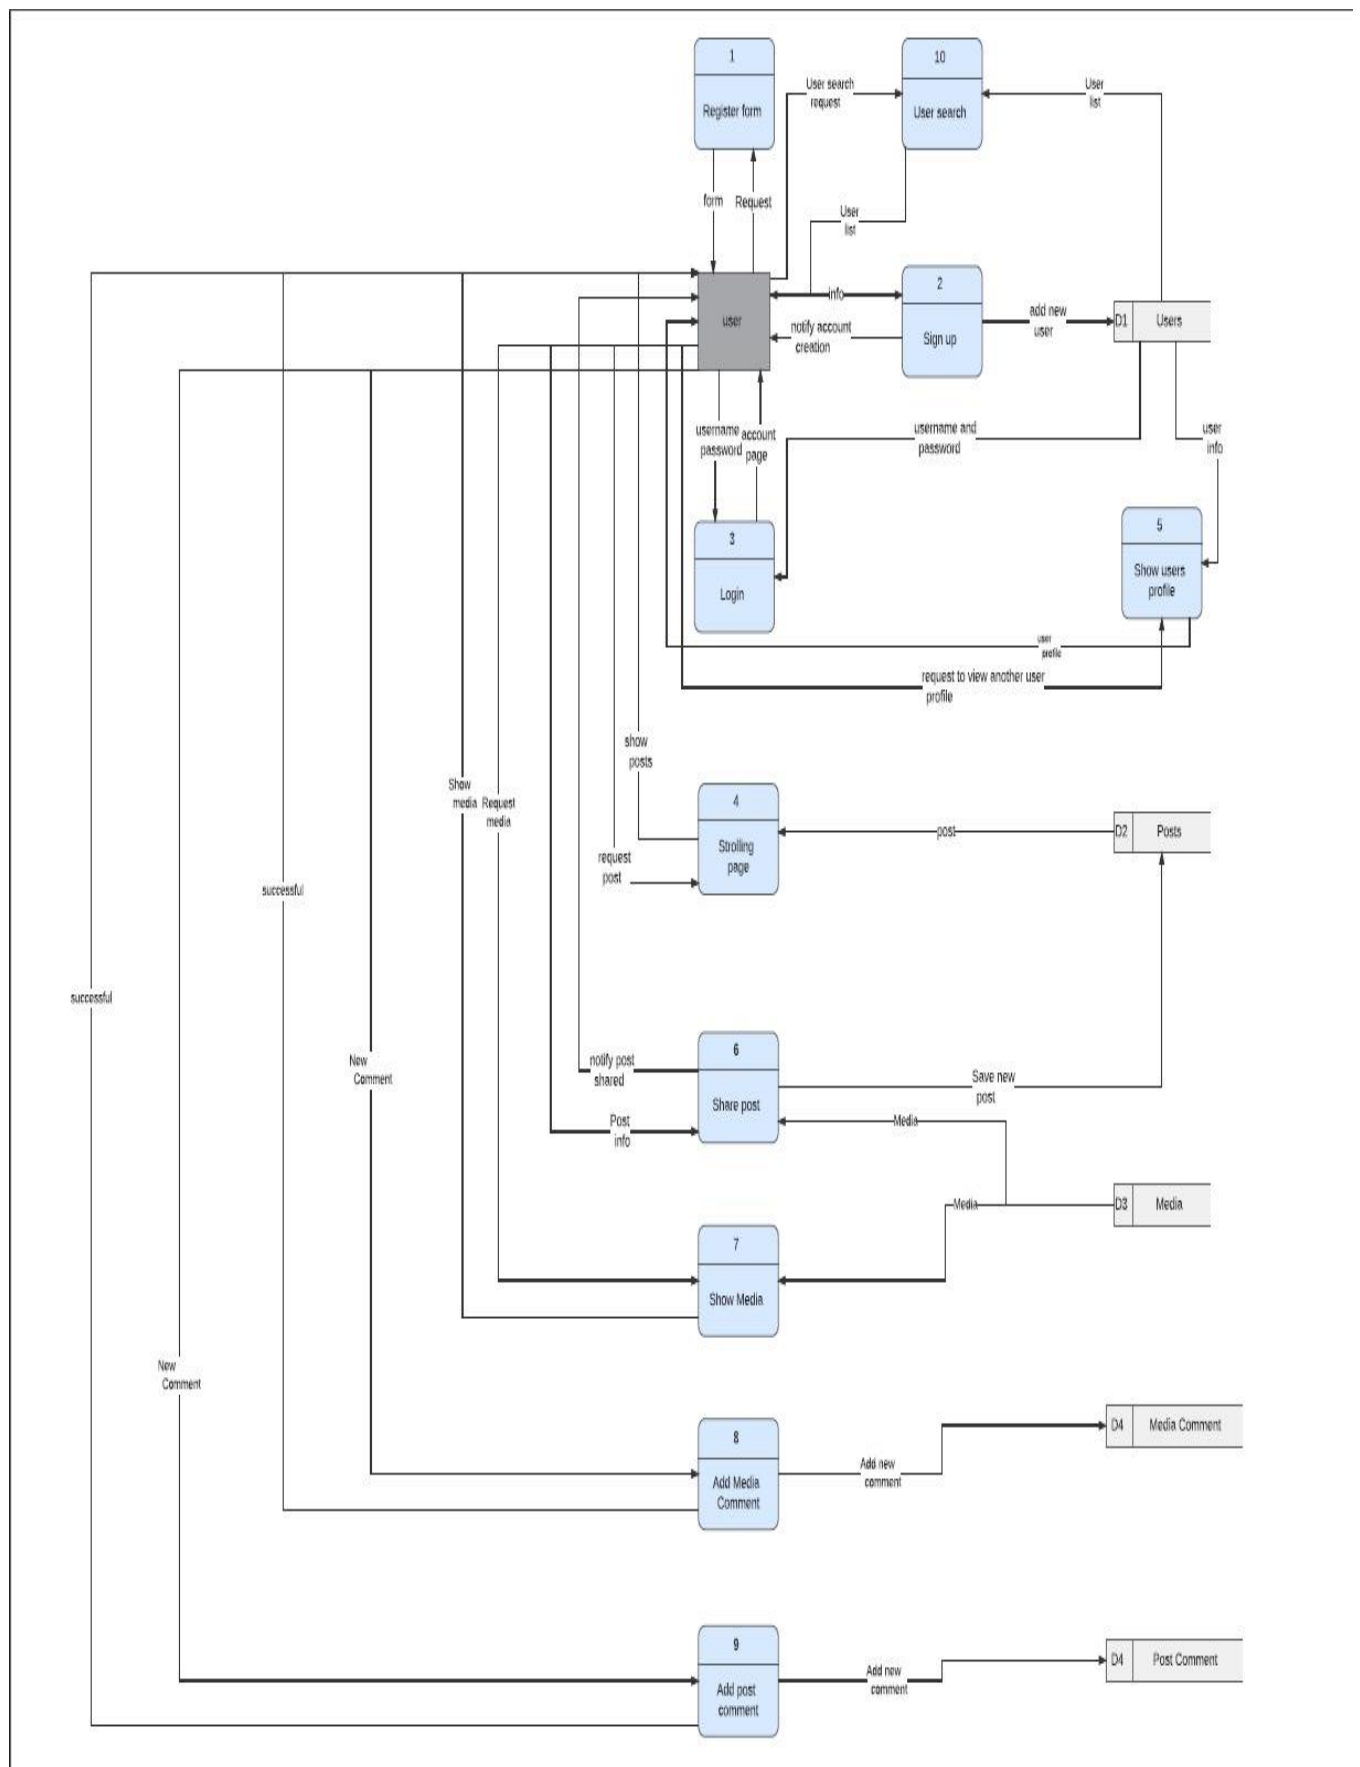 1
Register form
10
User search
User search
request
User
list
form
Request
User
list
user
info
2
Sign up
notify account
creation
add new
user
D1
Users
username
password
account
page
username and
password
user
info
3
Login
5
Show users
profile
user
profile
request to view another user
profile
show
posts
Show
media
Request
media
4
Strolling
page
post
D2
Posts
request
post
successful
successful
New
Comment
notify post
shared
6
Share post
Save new
post
Post
info
Media
Media
D3
Media
7
Show Media
New
Comment
8
Add Media
Comment
Add new
comment
D4
Media Comment
9
Add post
comment
Add new
comment
D4
Post Comment